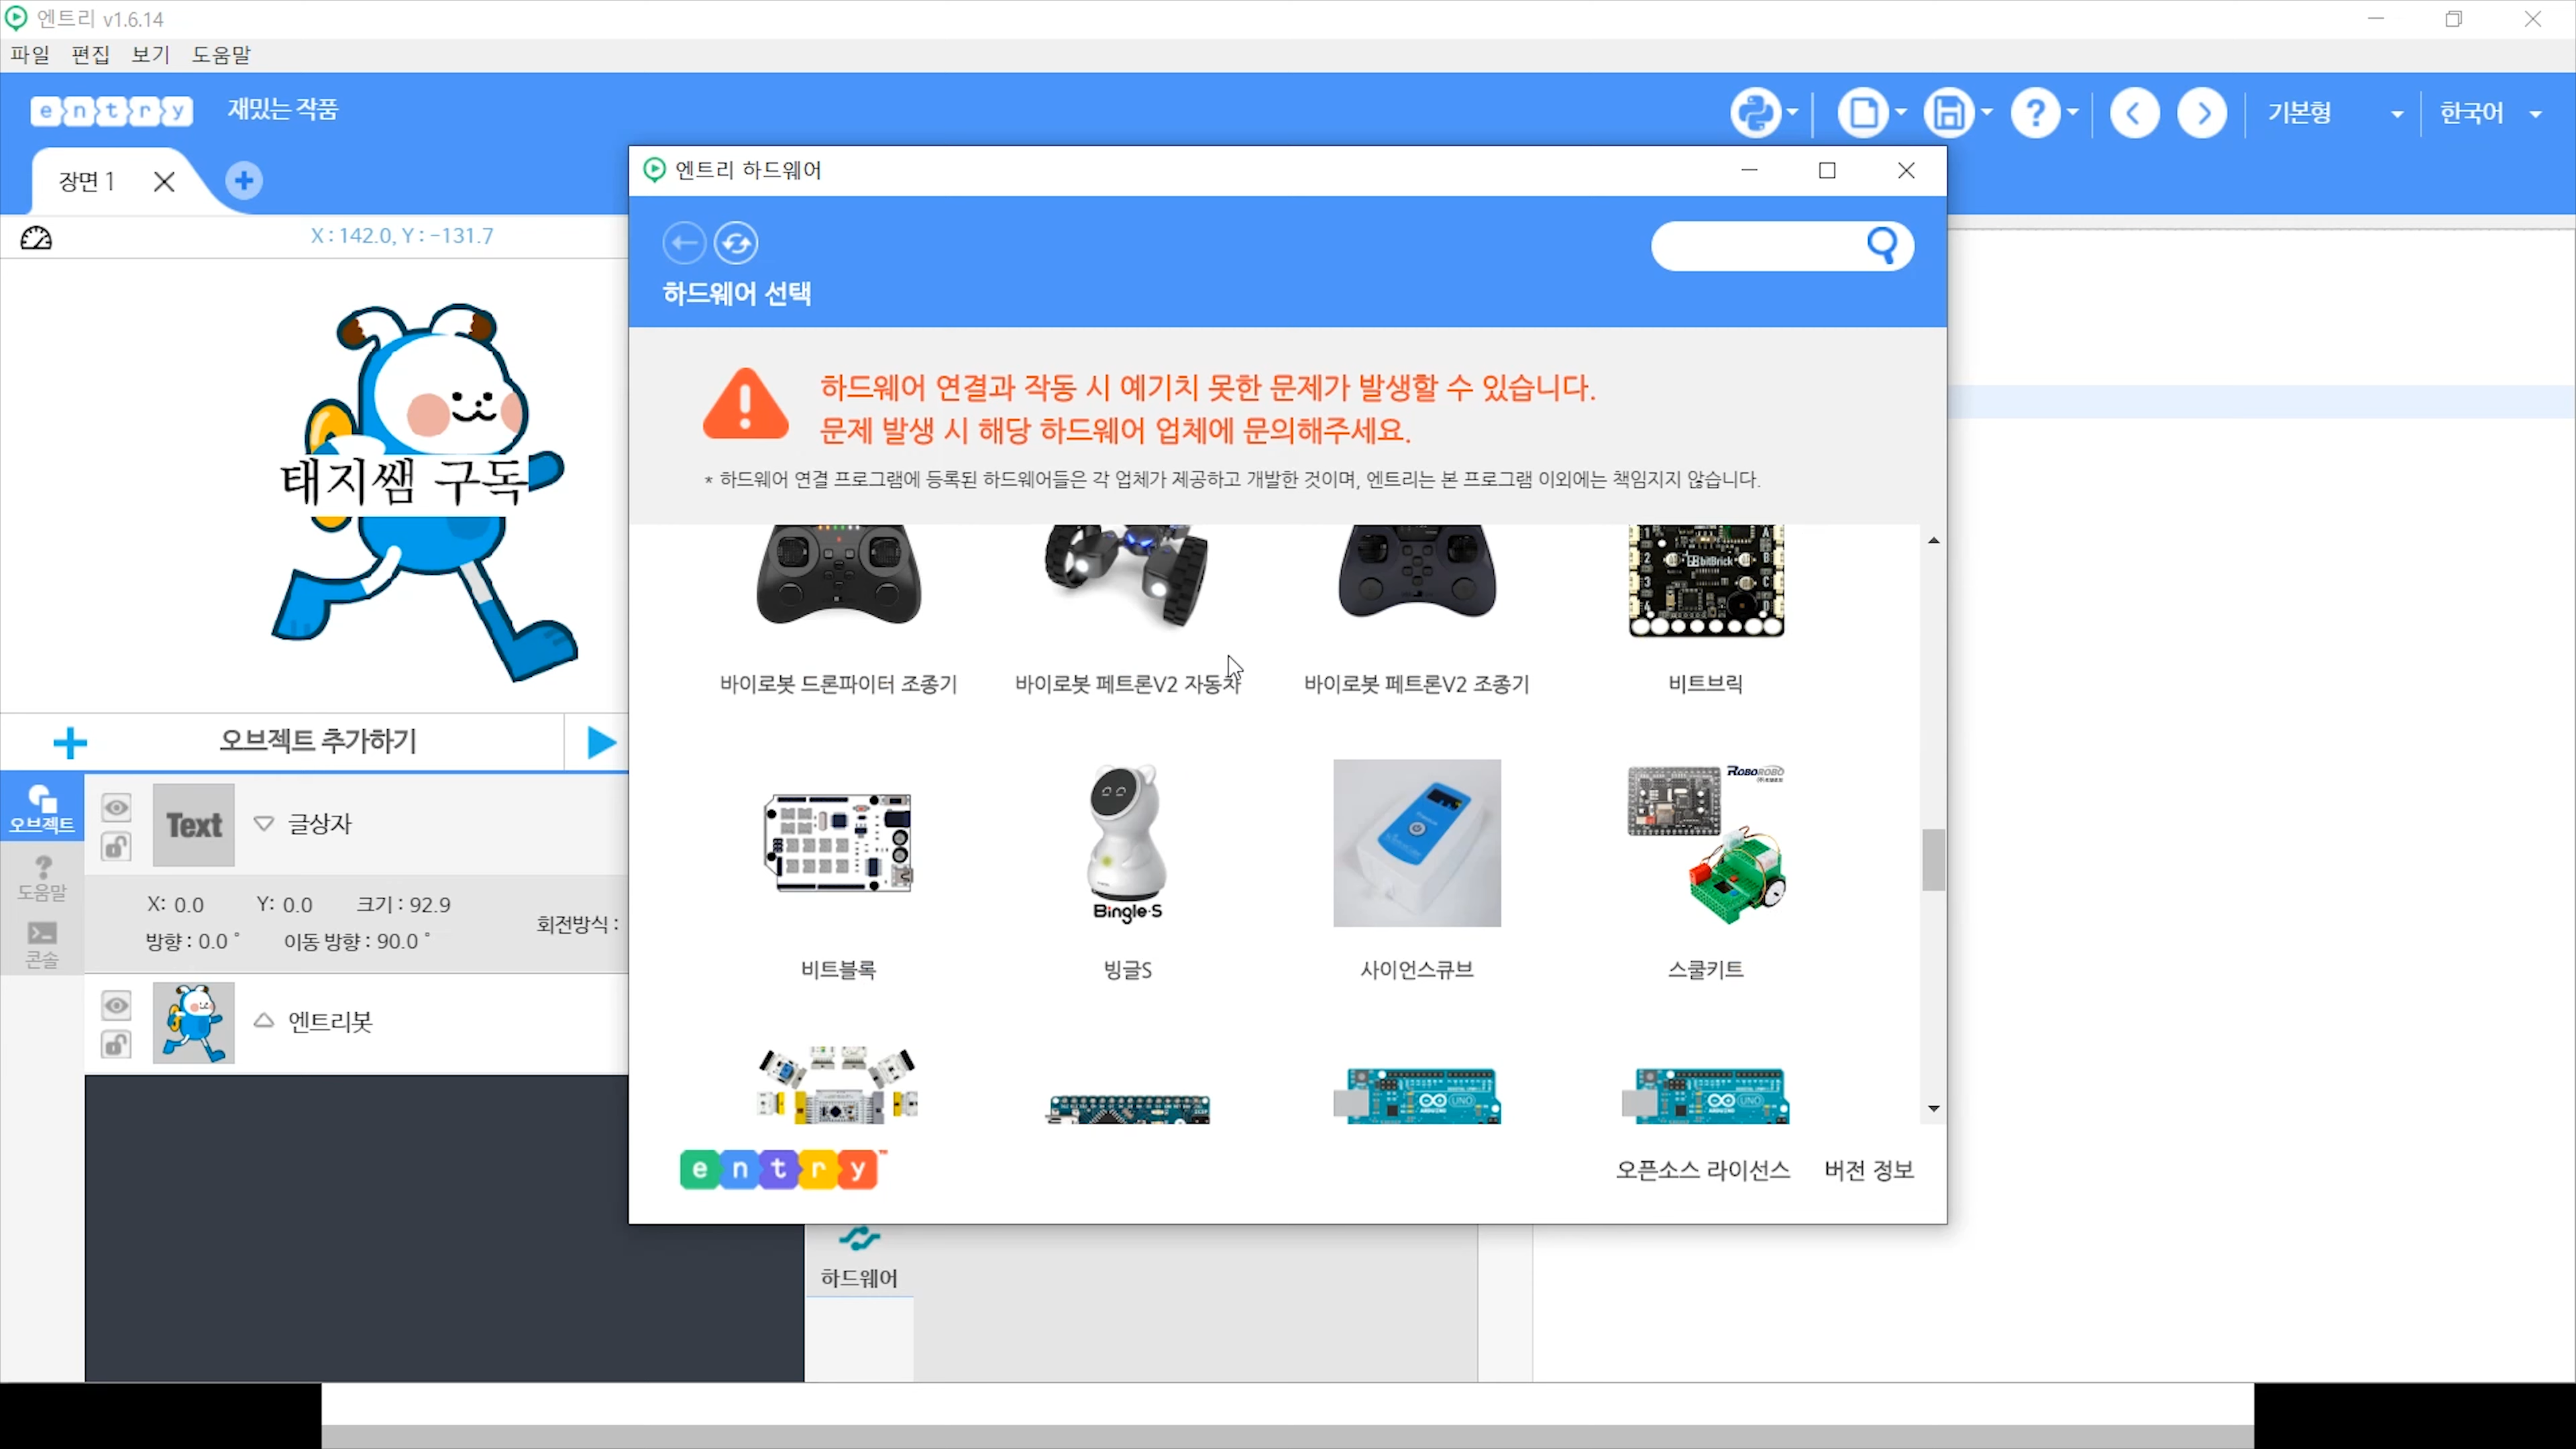 엔트리 v1.6.14
파일 편집 보기 도움말
entry 재밌는 작품
기본형 한국어
장면 1
X : 142.0, Y : -131.7
태지쌤 구독
오브젝트 추가하기
오브젝트
Text 글상자
도움말
X: 0.0 Y: 0.0 크기 : 92.9
회전방식 :
방향 : 0.0 ˚ 이동 방향 : 90.0 ˚
콘솔
엔트리봇
엔트리 하드웨어
하드웨어 선택
하드웨어 연결과 작동 시 예기치 못한 문제가 발생할 수 있습니다.
문제 발생 시 해당 하드웨어 업체에 문의해주세요.
* 하드웨어 연결 프로그램에 등록된 하드웨어들은 각 업체가 제공하고 개발한 것이며, 엔트리는 본 프로그램 이외에는 책임지지 않습니다.
bitBrick
바이로봇 드론파이터 조종기 바이로봇 페트론V2 자동차 바이로봇 페트론V2 조종기 비트브릭
ROBOROBO
Bingle·S
비트블록 빙글S 사이언스큐브 스쿨키트
UNO UNO
entry
오픈소스 라이선스 버전 정보
하드웨어